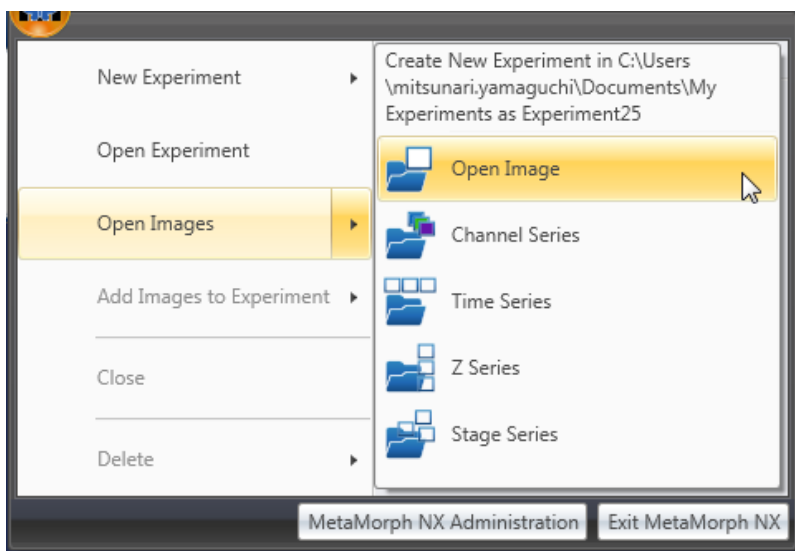 New Experiment
Open Experiment
Open Images
Add Images to Experiment
Close
Delete
Create New Experiment in C:\Users
\mitsunari.yamaguchi\Documents\My
Experiments as Experiment25
Open Image
Channel Series
Time Series
Z Series
Stage Series
MetaMorph NX Administration
Exit MetaMorph NX